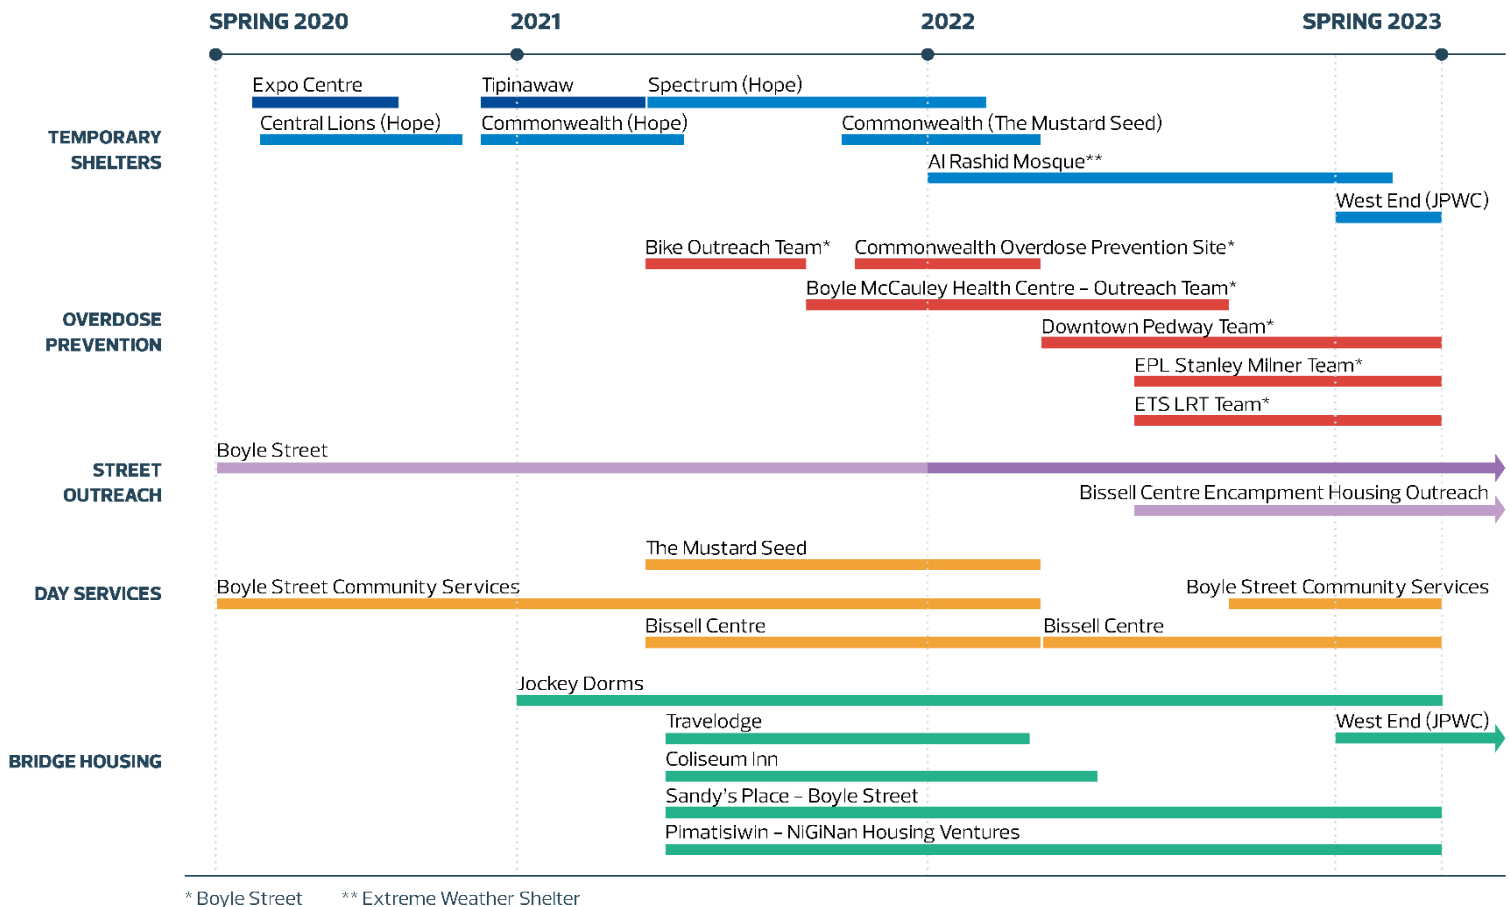 SPRING 2020
2021
2022
SPRING 2023
TEMPORARY
SHELTERS
Expo Centre
Tipinawaw
Spectrum (Hope)
Central Lions (Hope)
Commonwealth (Hope)
Commonwealth (The Mustard Seed)
Al Rashid Mosque**
West End (JPWC)
OVERDOSE
PREVENTION
Bike Outreach Team*
Commonwealth Overdose Prevention Site*
Boyle McCauley Health Centre – Outreach Team*
Downtown Pedway Team*
EPL Stanley Milner Team*
ETS LRT Team*
STREET
OUTREACH
Boyle Street
Bissell Centre Encampment Housing Outreach
DAY SERVICES
The Mustard Seed
Boyle Street Community Services
Boyle Street Community Services
Bissell Centre
Bissell Centre
BRIDGE HOUSING
Jockey Dorms
Travelodge
West End (JPWC)
Coliseum Inn
Sandy's Place – Boyle Street
Pimatisiwin – NiGiNan Housing Ventures
* Boyle Street
** Extreme Weather Shelter